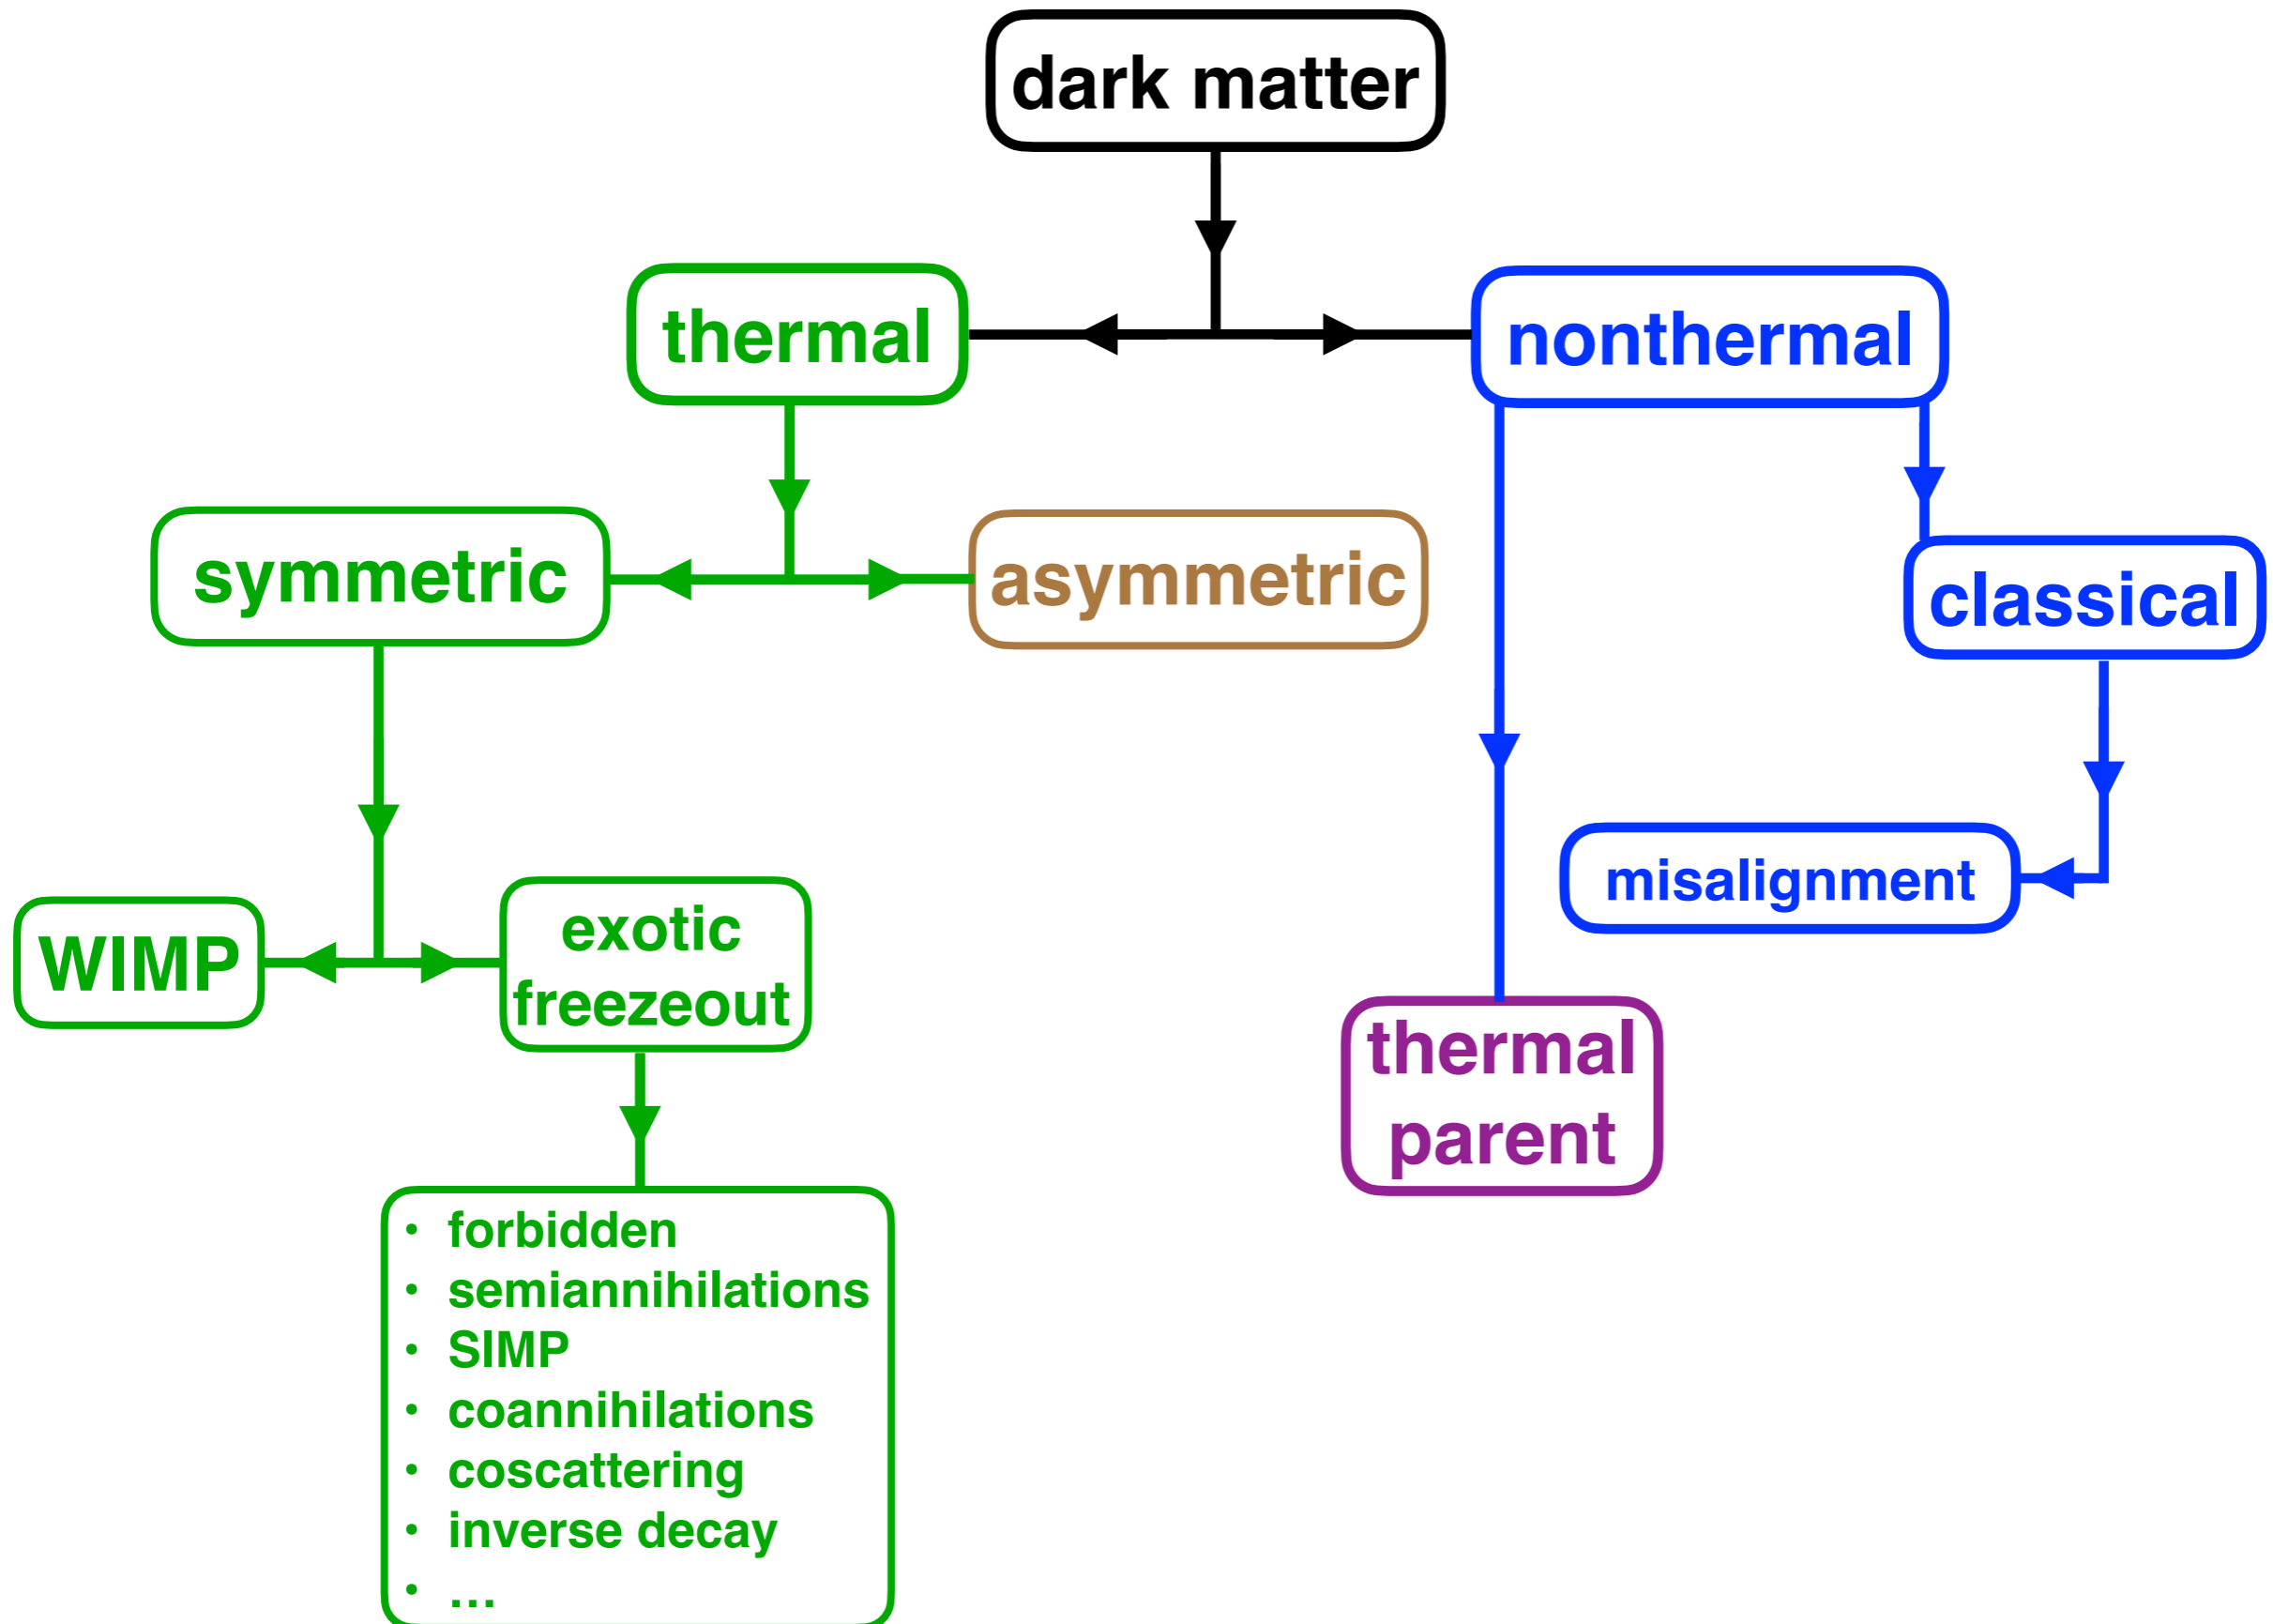 dark matter
thermal
nonthermal
symmetric
asymmetric
classical
misalignment
WIMP
exotic
freezeout
thermal
parent
• forbidden
• semiannihilations
• SIMP
• coannihilations
• coscattering
• inverse decay
• ...